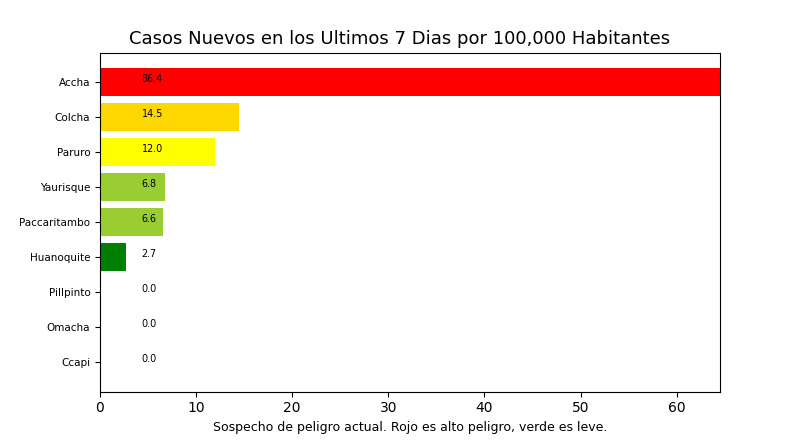 Casos Nuevos en los Ultimos 7 Dias por 100,000 Habitantes
Accha 86.4
Colcha 14.5
Paruro 12.0
Yaurisque 6.8
Paccaritambo 6.6
Huanoquite 2.7
Pillpinto 0.0
Omacha 0.0
Ccapi 0.0
0 10 20 30 40 50 60
Sospecho de peligro actual. Rojo es alto peligro, verde es leve.